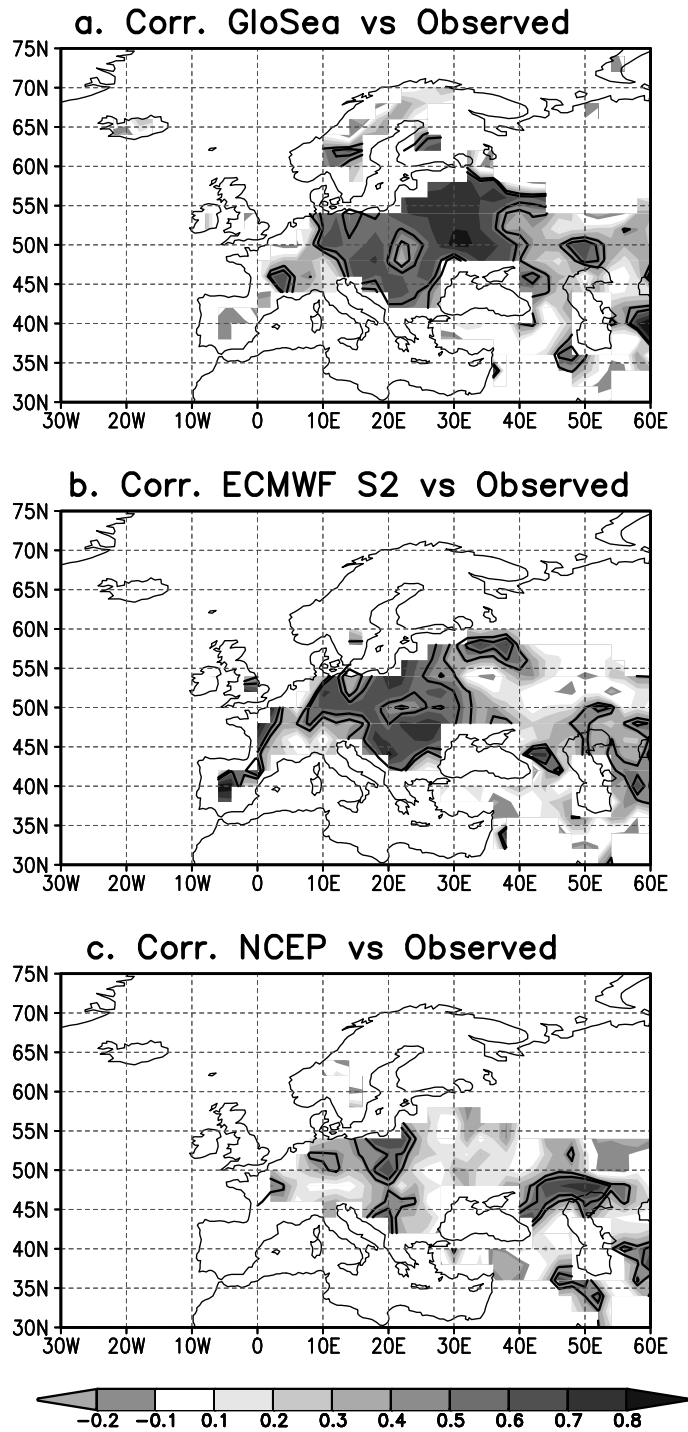 a. Corr. GloSea vs Observed
75N
70N
65N
60N
55N
50N
45N
40N
35N
30N
30W 20W 10W 0 10E 20E 30E 40E 50E 60E
b. Corr. ECMWF S2 vs Observed
75N
70N
65N
60N
55N
50N
45N
40N
35N
30N
30W 20W 10W 0 10E 20E 30E 40E 50E 60E
c. Corr. NCEP vs Observed
75N
70N
65N
60N
55N
50N
45N
40N
35N
30N
30W 20W 10W 0 10E 20E 30E 40E 50E 60E
-0.2 -0.1 0.1 0.2 0.3 0.4 0.5 0.6 0.7 0.8